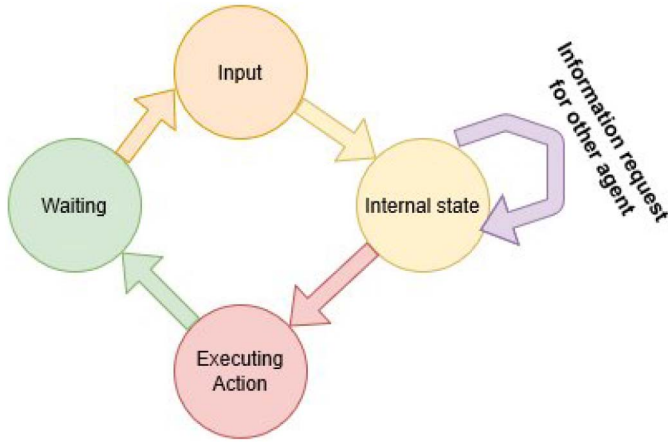 Input
Information request
for other agent
Waiting
Internal state
Executing
Action